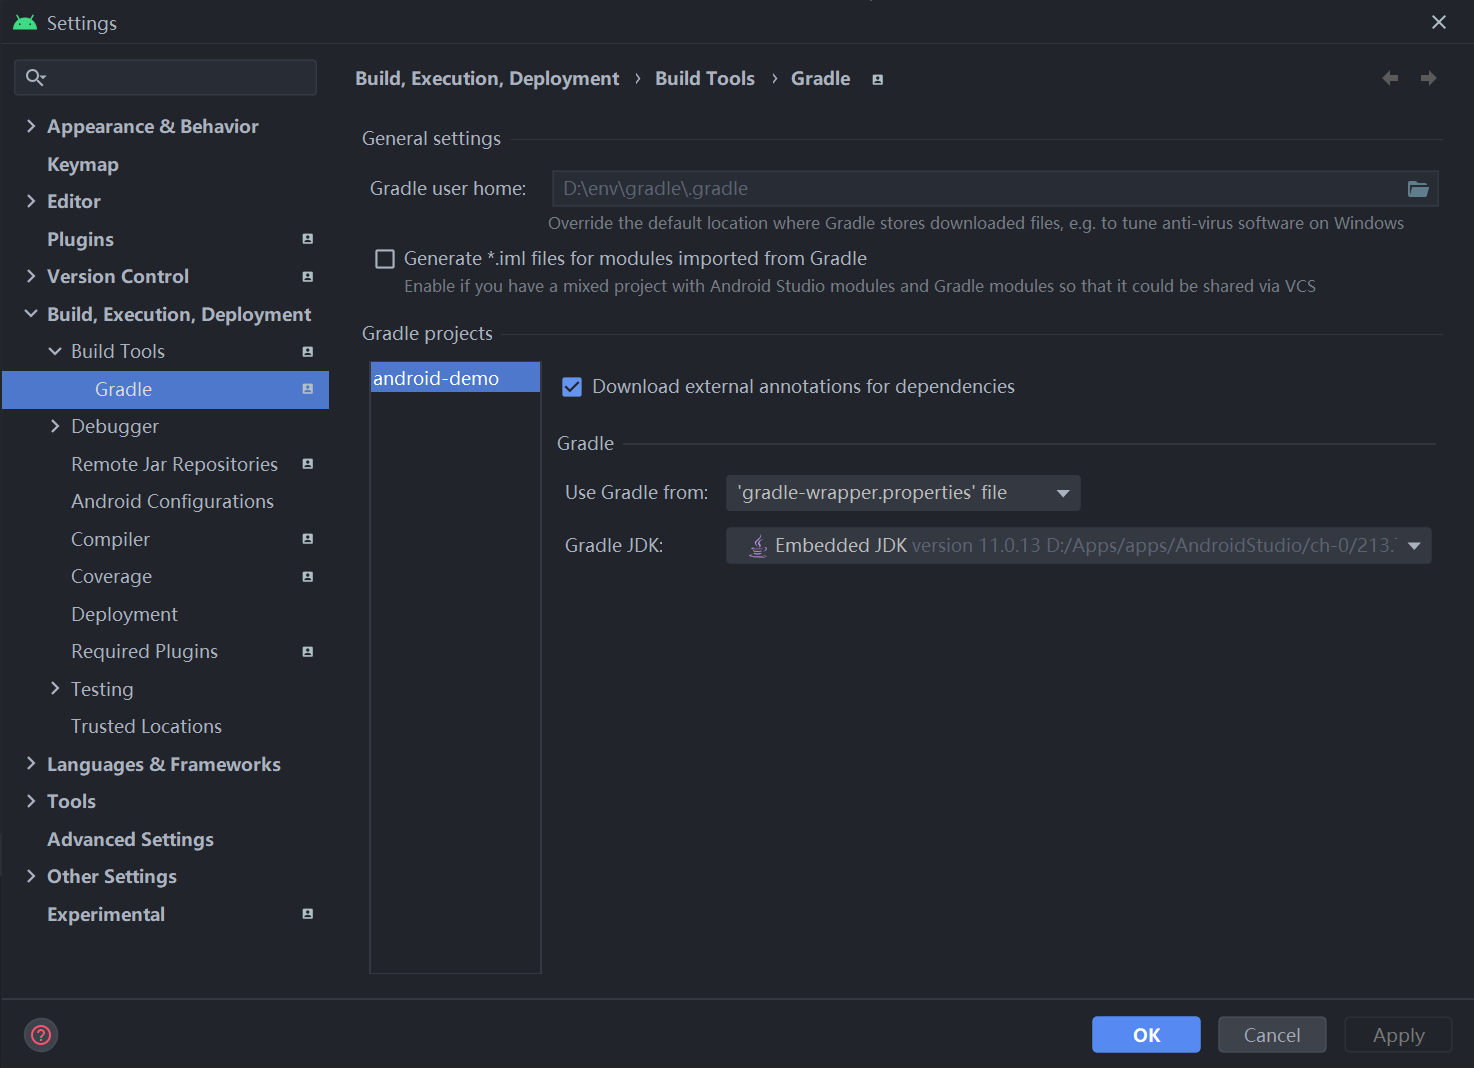 Settings
Build, Execution, Deployment › Build Tools › Gradle
Appearance & Behavior
Keymap
Editor
Plugins
Version Control
Build, Execution, Deployment
Build Tools
Gradle
Debugger
Remote Jar Repositories
Android Configurations
Compiler
Coverage
Deployment
Required Plugins
Testing
Trusted Locations
Languages & Frameworks
Tools
Advanced Settings
Other Settings
Experimental
General settings
Gradle user home: D:\env\gradle\.gradle
Override the default location where Gradle stores downloaded files, e.g. to tune anti-virus software on Windows
Generate *.iml files for modules imported from Gradle
Enable if you have a mixed project with Android Studio modules and Gradle modules so that it could be shared via VCS
Gradle projects
android-demo
Download external annotations for dependencies
Gradle
Use Gradle from: 'gradle-wrapper.properties' file
Gradle JDK: Embedded JDK version 11.0.13 D:/Apps/apps/AndroidStudio/ch-0/213.
?
OK
Cancel
Apply